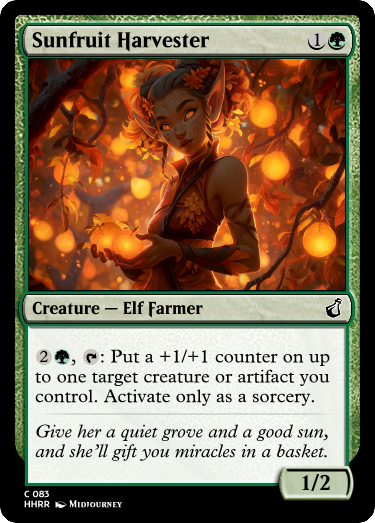 Sunfruit Harvester 1
Creature — Elf Farmer
2, : Put a +1/+1 counter on up
to one target creature or artifact you
control. Activate only as a sorcery.
Give her a quiet grove and a good sun,
and she'll gift you miracles in a basket.
1/2
C 083
HHRR Midjourney